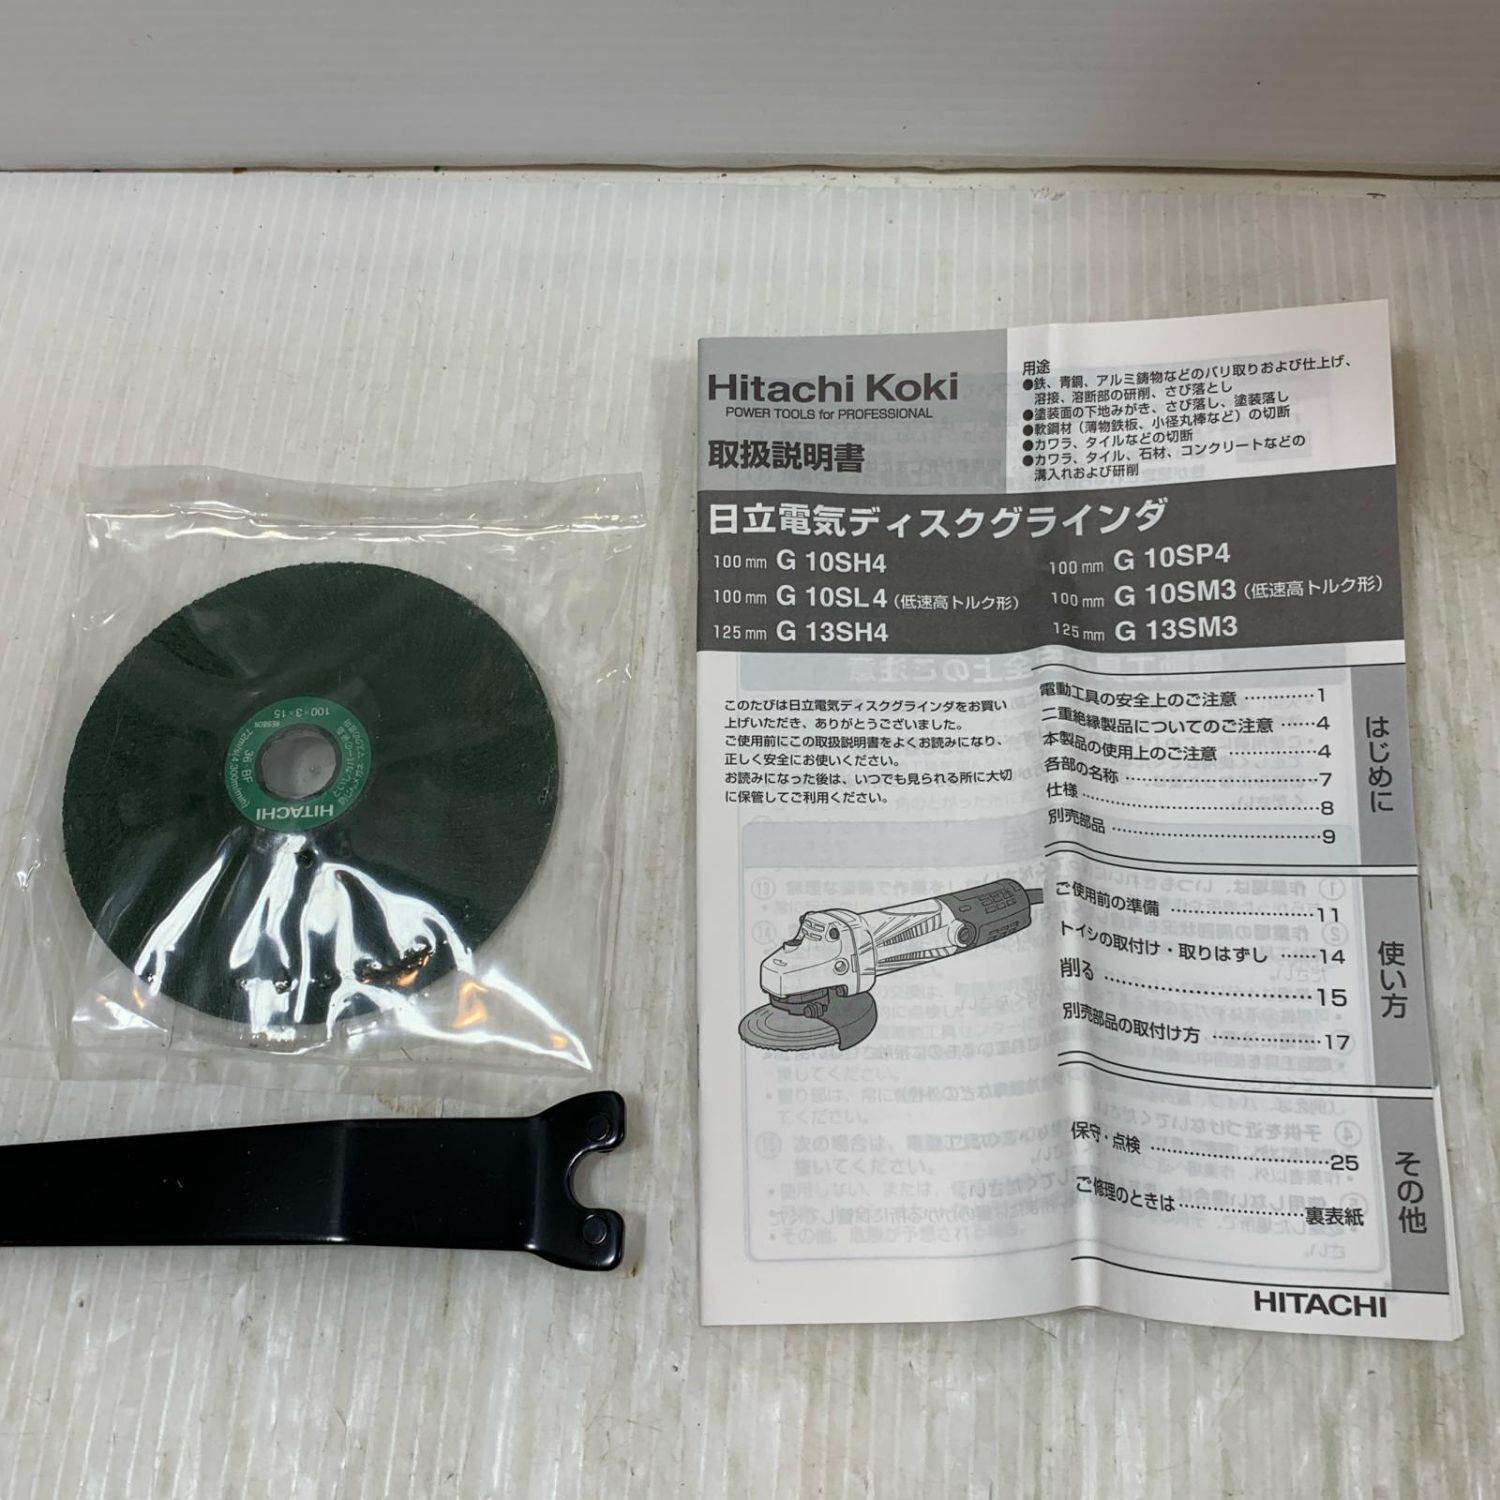 Hitachi Koki
POWER TOOLS for PROFESSIONAL
取扱説明書
用途
●鉄、青銅、アルミ鋳物などのバリ取りおよび仕上げ、
溶接、溶断部の研削、さび落とし
●塗装面の下地みがき、さび落し、塗装落し
●軟鋼材（薄物鉄板、小径丸棒など）の切断
●カワラ、タイルなどの切断
●カワラ、タイル、石材、コンクリートなどの
溝入れおよび研削
日立電気ディスクグラインダ
100 mm G 10SH4
100 mm G 10SL4（低速高トルク形）
125 mm G 13SH4
100 mm G 10SP4
100 mm G 10SM3（低速高トルク形）
125 mm G 13SM3
このたびは日立電気ディスクグラインダをお買い
上げいただき、ありがとうございました。
ご使用前にこの取扱説明書をよくお読みになり、
正しく安全にお使いください。
お読みになった後は、いつでも見られる所に大切
に保管してご利用ください。
はじめに
電動工具の安全上のご注意 …………1
二重絶縁製品についてのご注意 ……4
本製品の使用上のご注意 ……………4
各部の名称 ……………………………7
仕様 ……………………………………8
別売部品 ………………………………9
使い方
ご使用前の準備 ……………………11
トイシの取付け・取りはずし ……14
削る …………………………………15
別売部品の取付け方 ………………17
その他
保守・点検 …………………………25
ご修理のときは…………………裏表紙
HITACHI
HITACHI
36・BF
72m/s(4,300m/min)
RESIBON
100×3×15